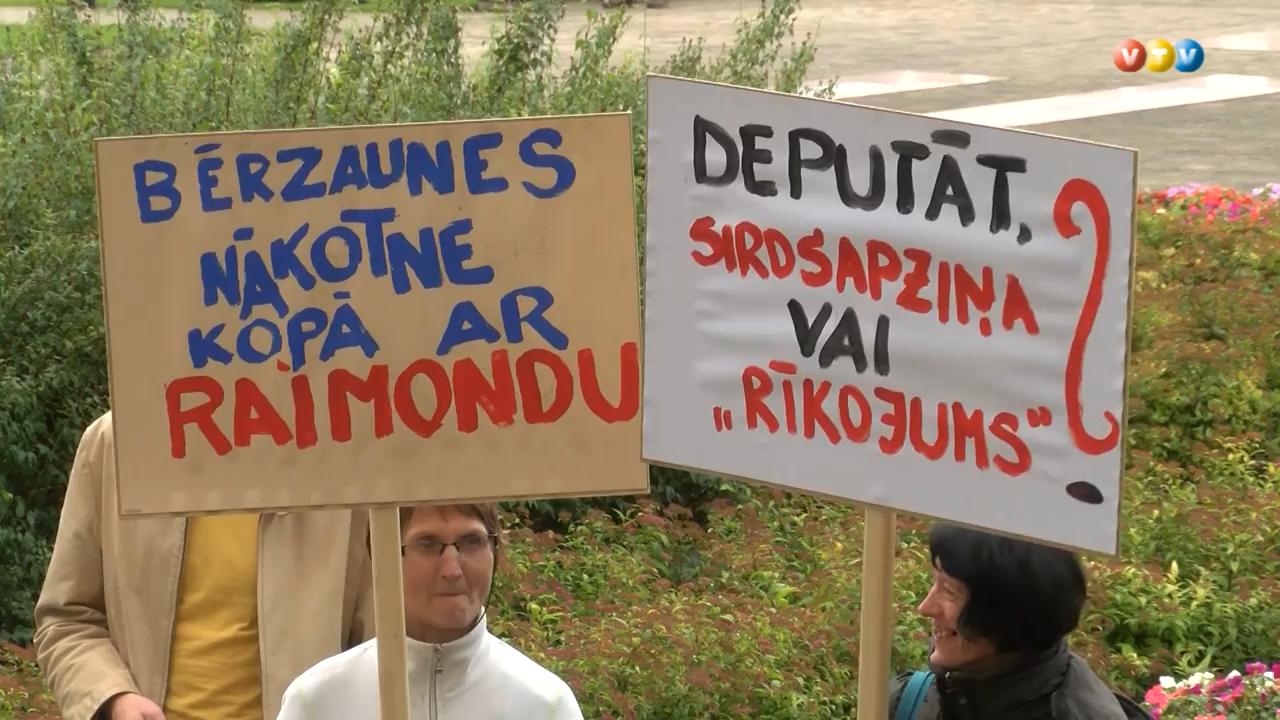 VTV
BĒRZAUNES
NĀKOTNE
KOPĀ AR
RAIMONDU
DEPUTĀT,
SIRDSAPZIŅA
VAI
„RĪKOJUMS” ?